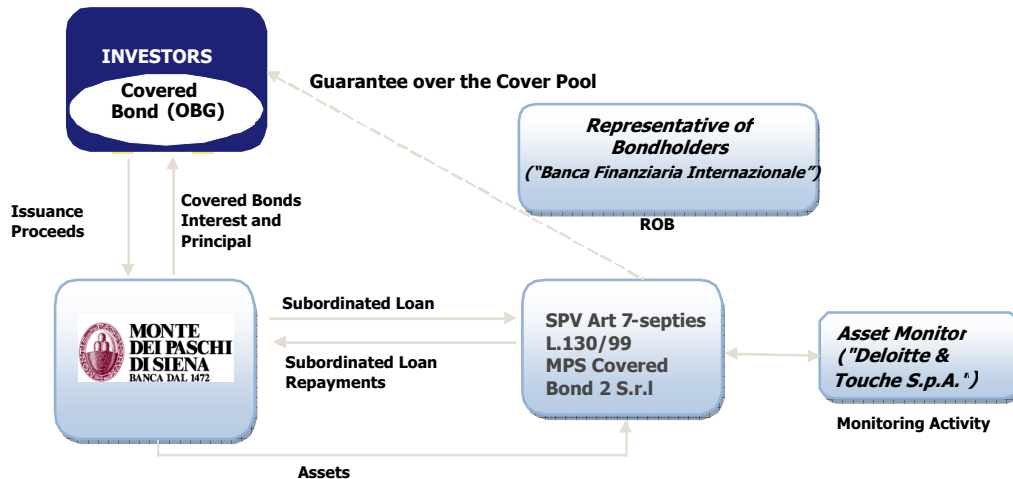 INVESTORS
Covered
Bond (OBG)
Guarantee over the Cover Pool
Representative of
Bondholders
("Banca Finanziaria Internazionale")
ROB
Issuance
Proceeds
Covered Bonds
Interest and
Principal
MONTE
DEI PASCHI
DI SIENA
BANCA DAL 1472
Subordinated Loan
Subordinated Loan
Repayments
SPV Art 7-septies
L.130/99
MPS Covered
Bond 2 S.r.l
Asset Monitor
("Deloitte &
Touche S.p.A.")
Monitoring Activity
Assets